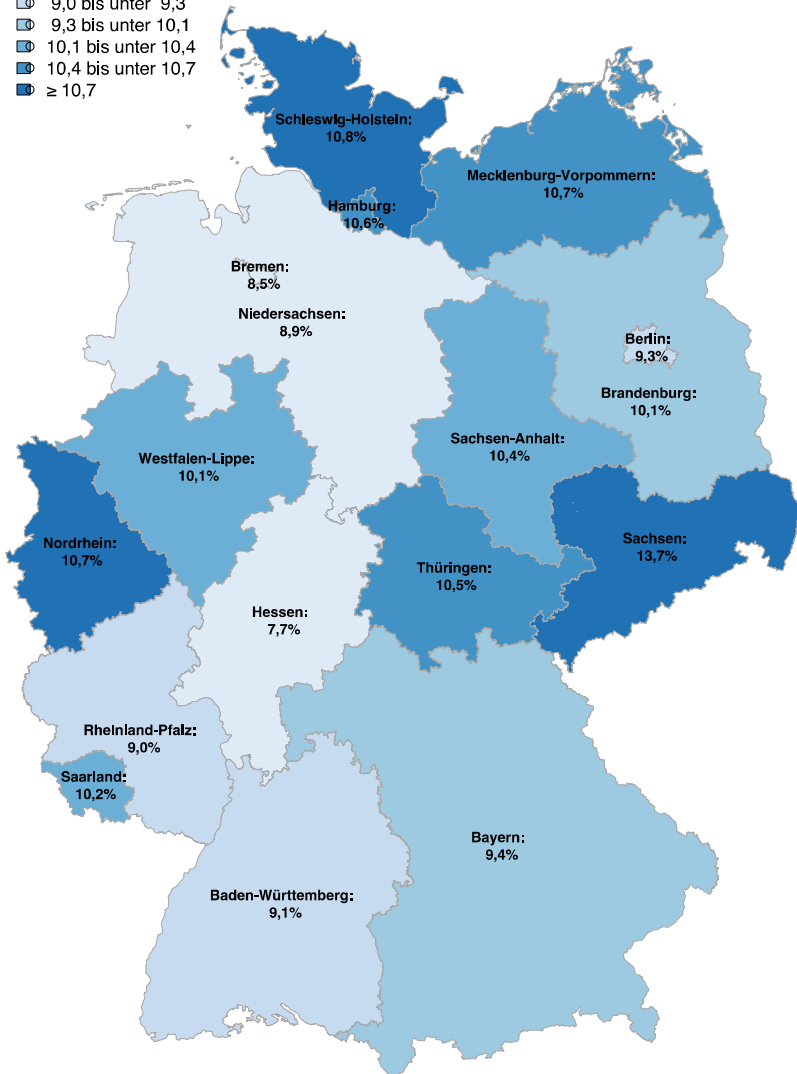 9,0 bis unter 9,3
9,3 bis unter 10,1
10,1 bis unter 10,4
10,4 bis unter 10,7
≥ 10,7
Schleswig-Holstein:
10,8%
Mecklenburg-Vorpommern:
10,7%
Hamburg:
10,6%
Bremen:
8,5%
Niedersachsen:
8,9%
Berlin:
9,3%
Brandenburg:
10,1%
Sachsen-Anhalt:
10,4%
Westfalen-Lippe:
10,1%
Nordrhein:
10,7%
Sachsen:
13,7%
Thüringen:
10,5%
Hessen:
7,7%
Rheinland-Pfalz:
9,0%
Saarland:
10,2%
Bayern:
9,4%
Baden-Württemberg:
9,1%